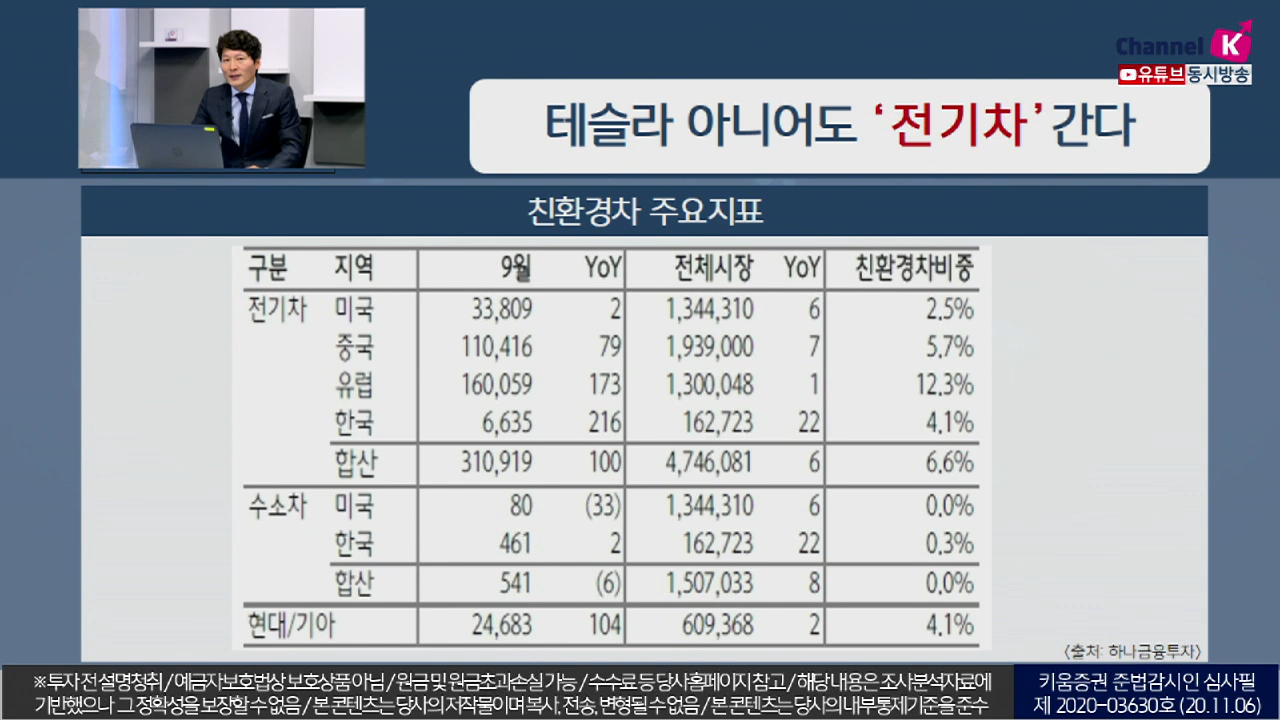 Channel K
유튜브동시방송
테슬라 아니어도 ‘전기차’ 간다
친환경차 주요지표
구분 지역 9월 YoY 전체시장 YoY 친환경차비중
전기차 미국 33,809 2 1,344,310 6 2.5%
중국 110,416 79 1,939,000 7 5.7%
유럽 160,059 173 1,300,048 1 12.3%
한국 6,635 216 162,723 22 4.1%
합산 310,919 100 4,746,081 6 6.6%
수소차 미국 80 (33) 1,344,310 6 0.0%
한국 461 2 162,723 22 0.3%
합산 541 (6) 1,507,033 8 0.0%
현대/기아 24,683 104 609,368 2 4.1%
<출처: 하나금융투자>
※ 투자 전 설명청취 / 예금자보호법상 보호상품 아님 / 원금 및 원금초과손실 가능 / 수수료 등 당사홈페이지 참고 / 해당 내용은 조사분석자료에
기반했으나 그 정확성을 보장할 수 없음 / 본 콘텐츠는 당사의 저작물이며 복사, 전송, 변형될 수 없음 / 본 콘텐츠는 당사의 내부통제기준을 준수
키움증권 준법감시인 심사필
제 2020-03630호 (20.11.06)